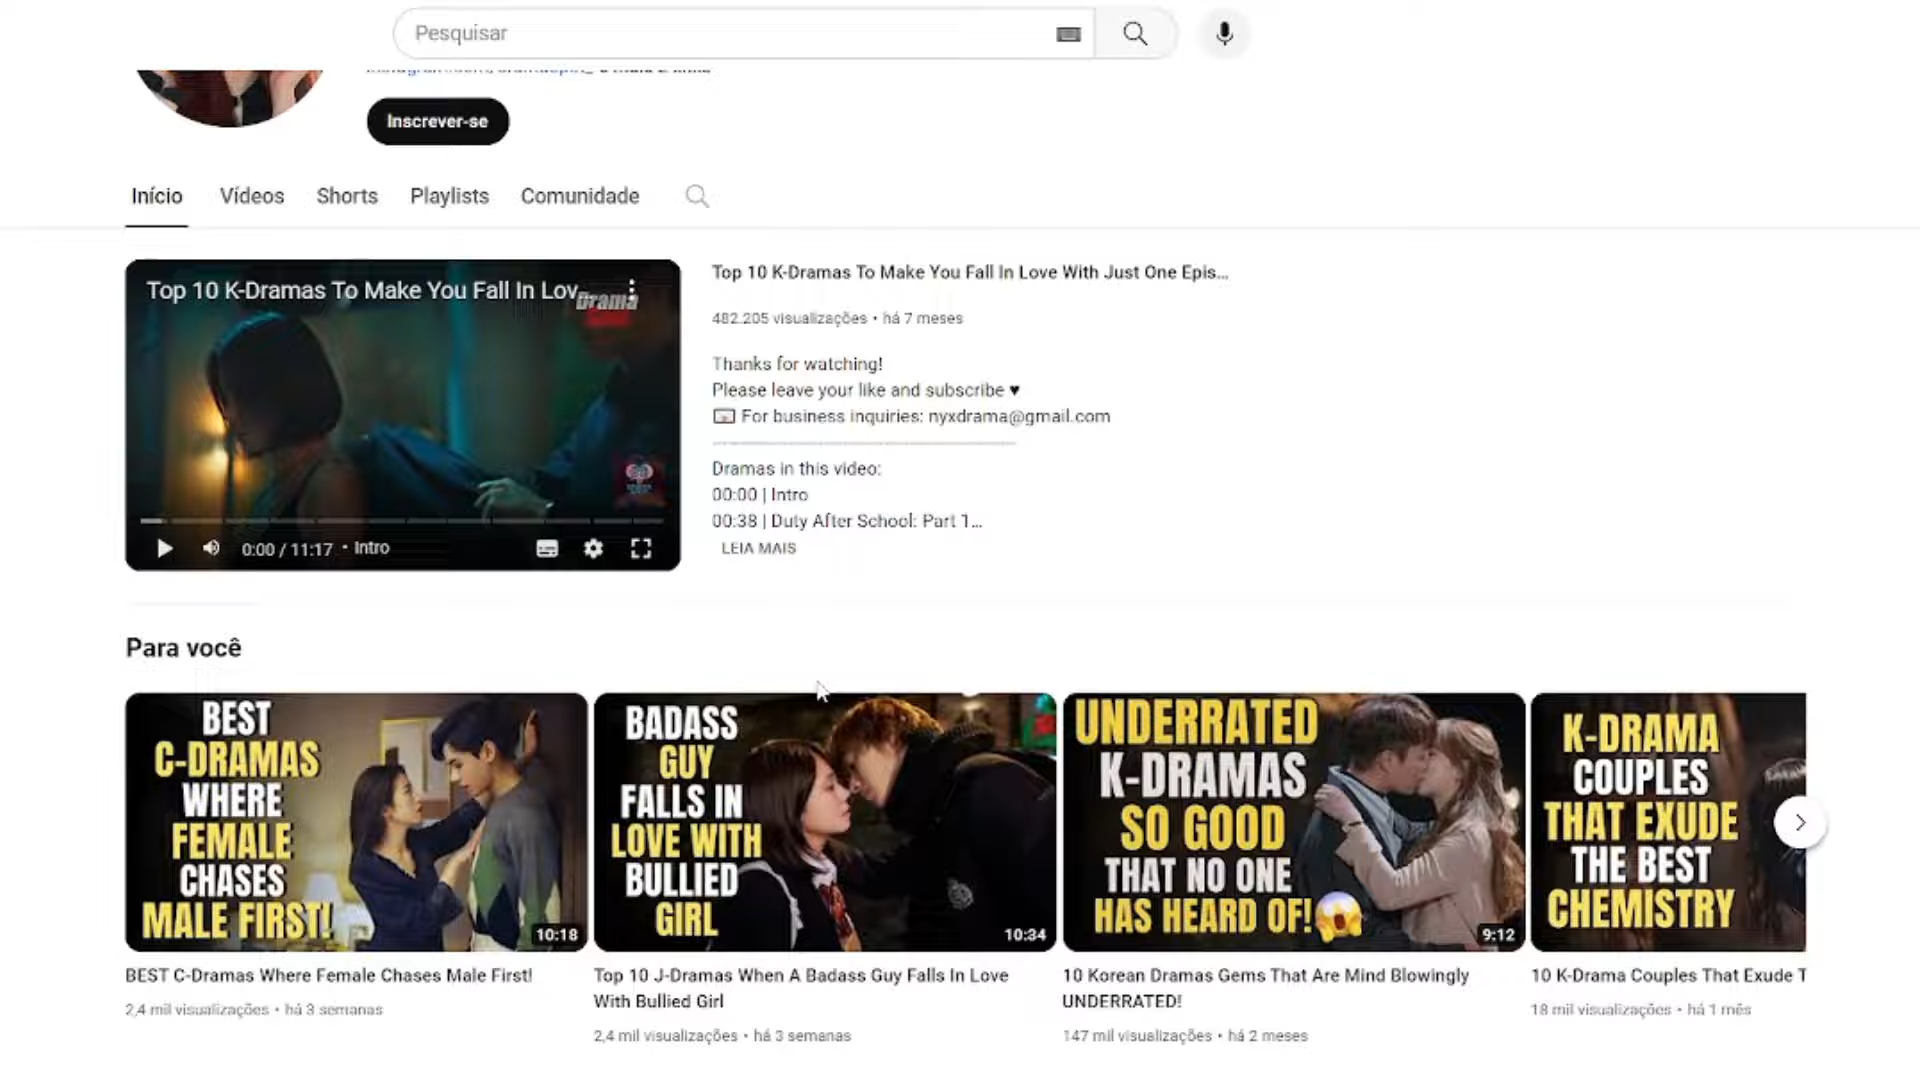 Pesquisar
Inscrever-se
Início Vídeos Shorts Playlists Comunidade
Top 10 K-Dramas To Make You Fall In Lov
Drama
0:00 / 11:17 • Intro
Top 10 K-Dramas To Make You Fall In Love With Just One Epis...
482.205 visualizações • há 7 meses
Thanks for watching!
Please leave your like and subscribe ♥
For business inquiries: nyxdrama@gmail.com
Dramas in this video:
00:00 | Intro
00:38 | Duty After School: Part 1...
LEIA MAIS
Para você
BEST
C-DRAMAS
WHERE
FEMALE
CHASES
MALE FIRST!
10:18
BEST C-Dramas Where Female Chases Male First!
2,4 mil visualizações • há 3 semanas
BADASS
GUY
FALLS IN
LOVE WITH
BULLIED
GIRL
10:34
Top 10 J-Dramas When A Badass Guy Falls In Love
With Bullied Girl
2,4 mil visualizações • há 3 semanas
UNDERRATED
K-DRAMAS
SO GOOD
THAT NO ONE
HAS HEARD OF!
9:12
10 Korean Dramas Gems That Are Mind Blowingly
UNDERRATED!
147 mil visualizações • há 2 meses
K-DRAMA
COUPLES
THAT EXUDE
THE BEST
CHEMISTRY
10 K-Drama Couples That Exude T
18 mil visualizações • há 1 mês